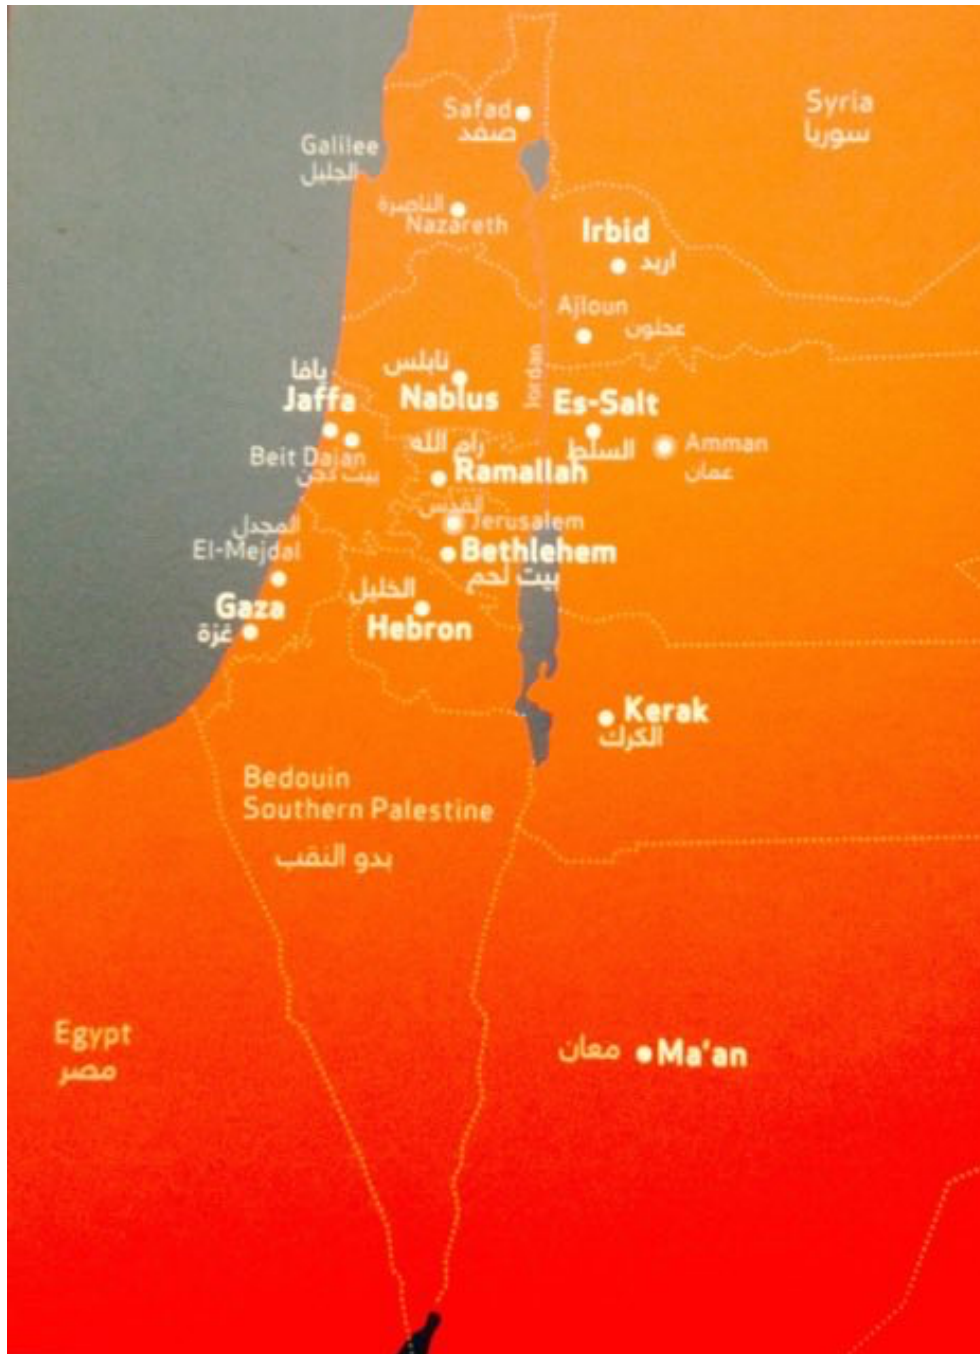 Safad
صفد
Syria
سوريا
Galilee
الجليل
الناصرة
Nazareth
Irbid
اربد
Ajloun
عجلون
Jordan
نابلس
Nablus
يافا
Jaffa
Es-Salt
السلط
Amman
عمان
Beit Dajan
بيت دجن
رام الله
Ramallah
القدس
Jerusalem
المجدل
El-Mejdal
Bethlehem
بيت لحم
الخليل
Hebron
Gaza
غزة
Kerak
الكرك
Bedouin
Southern Palestine
بدو النقب
Egypt
مصر
معان
Ma'an